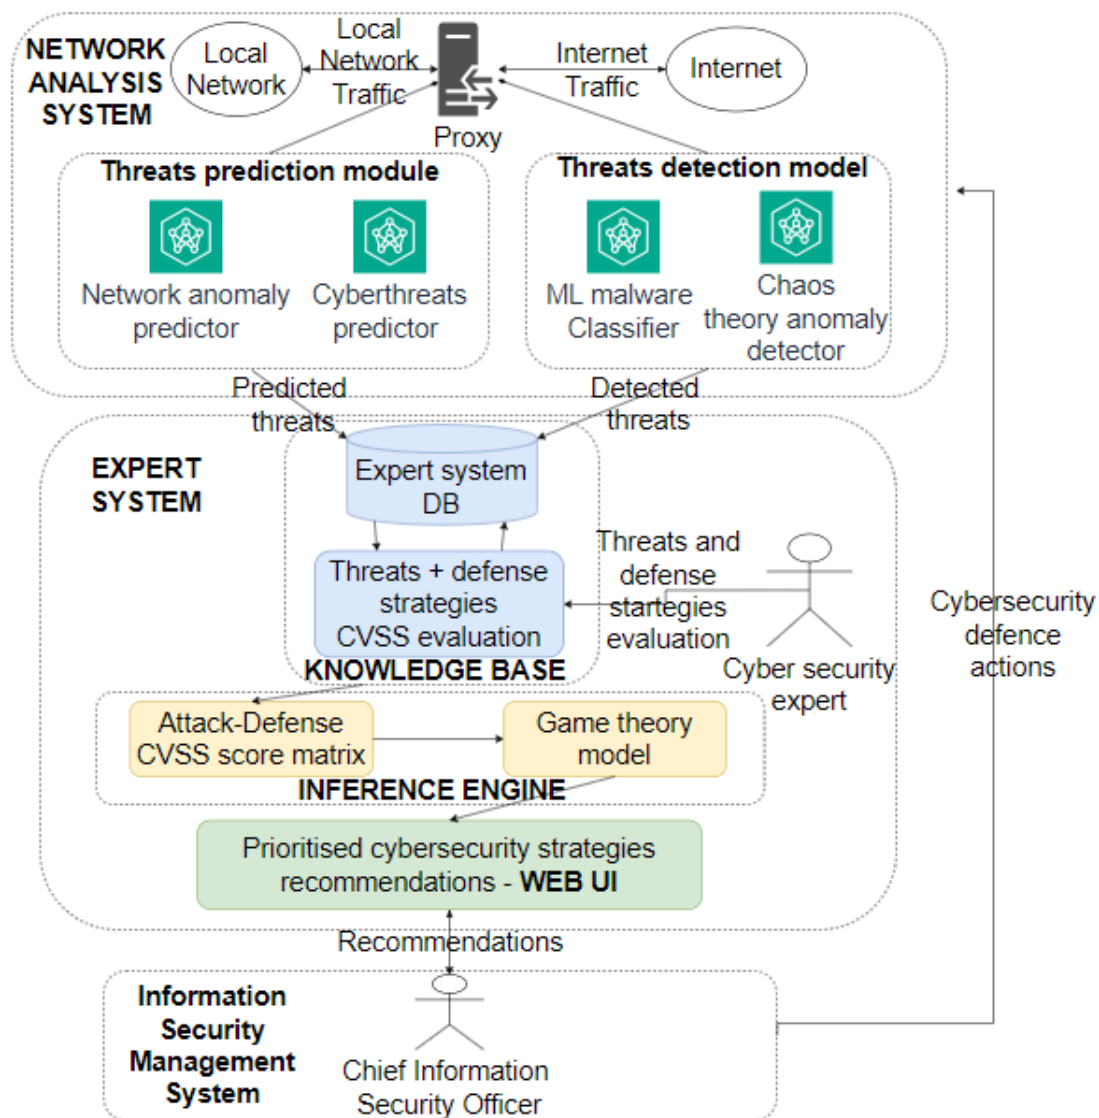 NETWORK
ANALYSIS
SYSTEM
Local
Network
Local
Network
Traffic
Proxy
Internet
Traffic
Internet
Threats prediction module
Network anomaly
predictor
Cyberthreats
predictor
Threats detection model
ML malware
Classifier
Chaos
theory anomaly
detector
Predicted
threats
Detected
threats
EXPERT
SYSTEM
Expert system
DB
Threats + defense
strategies
CVSS evaluation
KNOWLEDGE BASE
Threats and
defense
startegies
evaluation
Cyber security
expert
Cybersecurity
defence
actions
Attack-Defense
CVSS score matrix
Game theory
model
INFERENCE ENGINE
Prioritised cybersecurity strategies
recommendations - WEB UI
Recommendations
Information
Security
Management
System
Chief Information
Security Officer